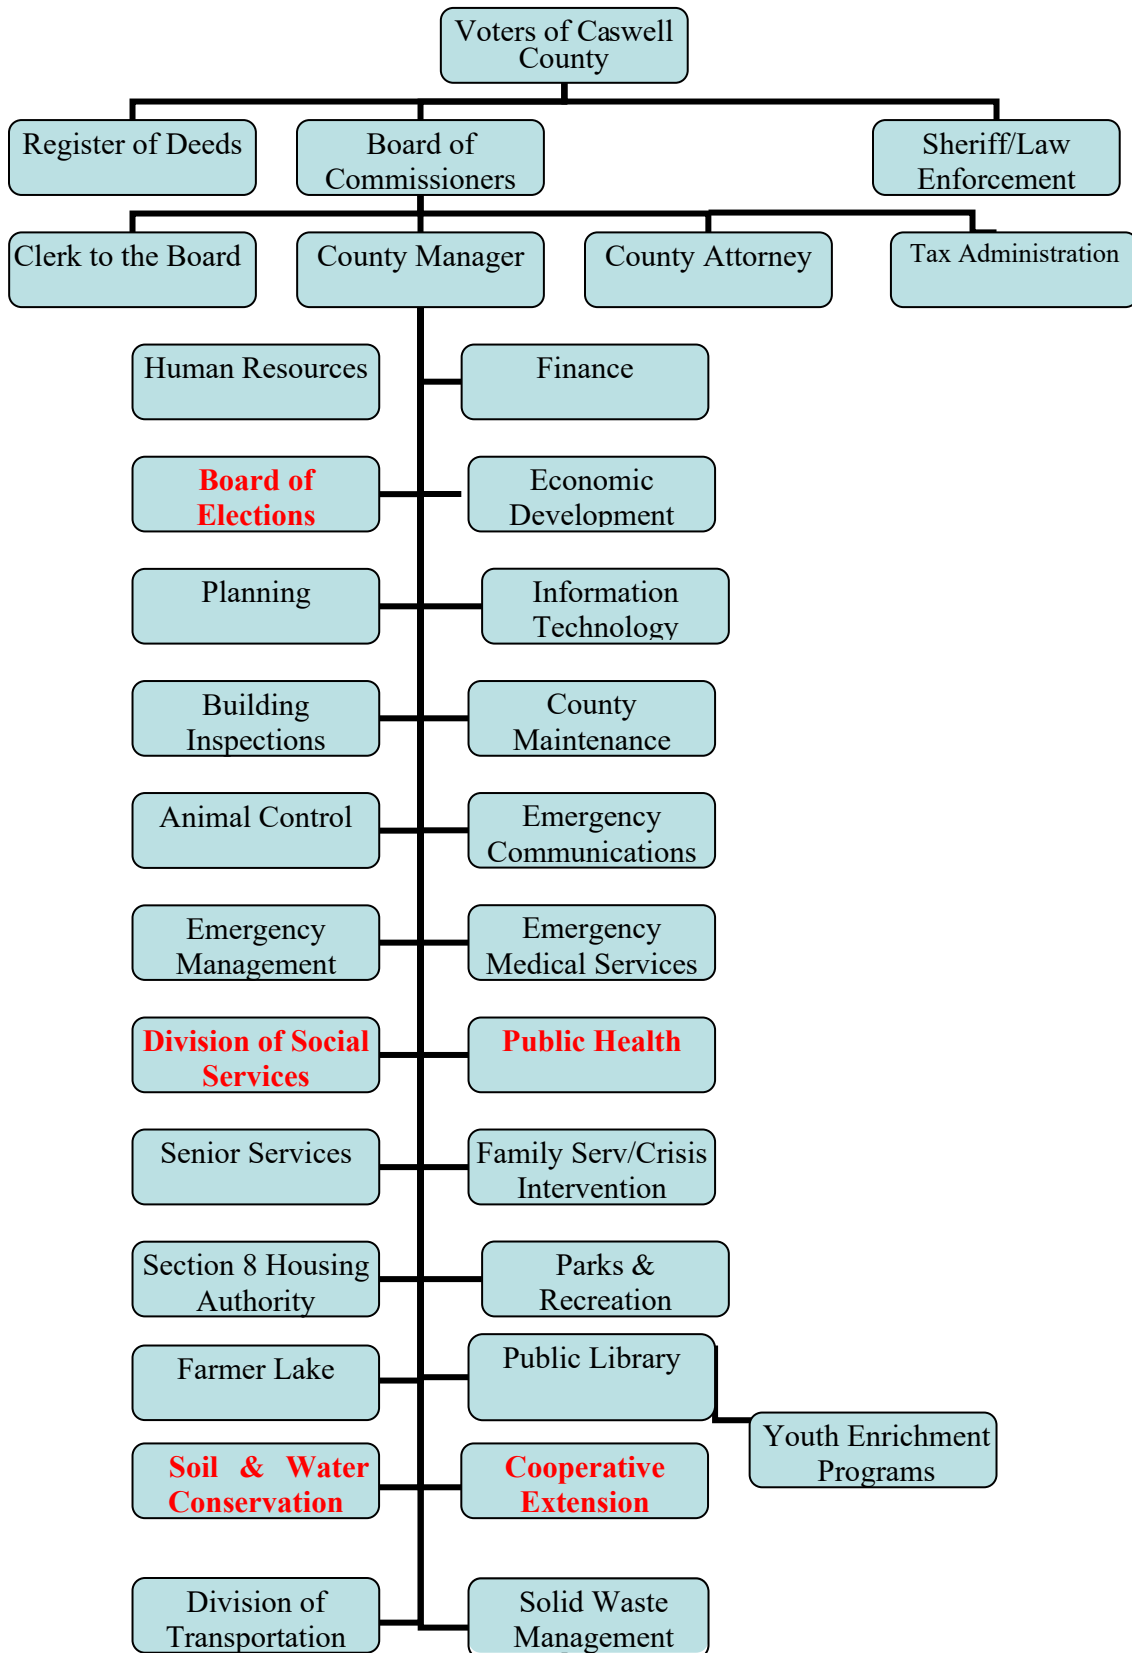 Voters of Caswell
County
Register of Deeds
Board of
Commissioners
Sheriff/Law
Enforcement
Clerk to the Board
County Manager
County Attorney
Tax Administration
Human Resources
Finance
Board of
Elections
Economic
Development
Planning
Information
Technology
Building
Inspections
County
Maintenance
Animal Control
Emergency
Communications
Emergency
Management
Emergency
Medical Services
Division of Social
Services
Public Health
Senior Services
Family Serv/Crisis
Intervention
Section 8 Housing
Authority
Parks &
Recreation
Farmer Lake
Public Library
Youth Enrichment
Programs
Soil & Water
Conservation
Cooperative
Extension
Division of
Transportation
Solid Waste
Management